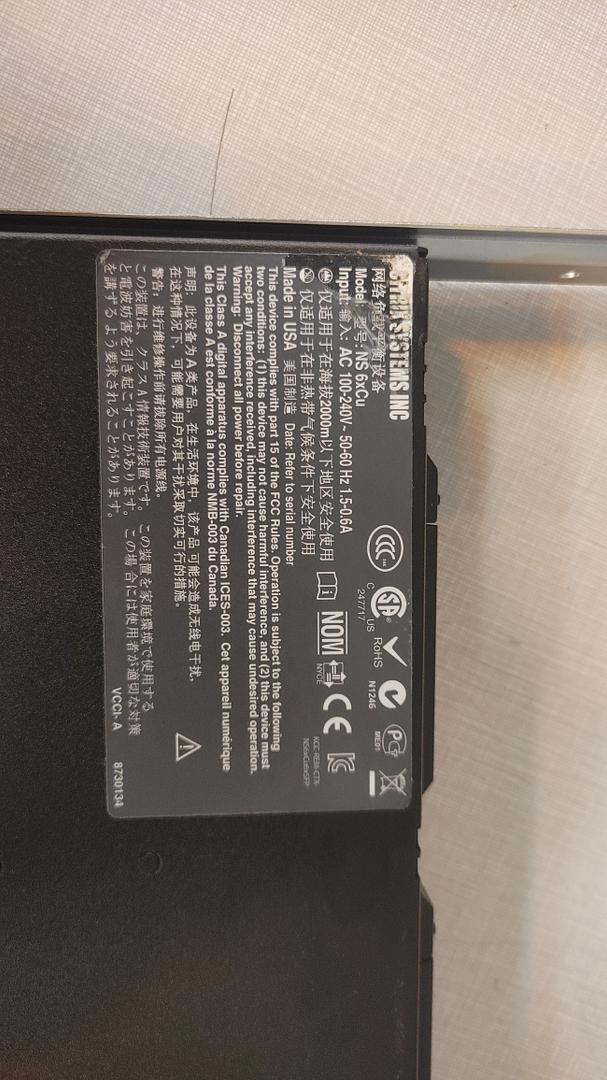 SYSTEMS INC
网络负载平衡设备
Model: 型号: NS 6xCu
Input: 输入: AC 100-240V~ 50-60 Hz 1.5-0.6A
仅适用于在海拔2000m以下地区安全使用
仅适用于在非热带气候条件下安全使用
Made in USA 美国制造 Date: Refer to serial number
This device complies with part 15 of the FCC Rules. Operation is subject to the following
two conditions: (1) this device may not cause harmful interference, and (2) this device must
accept any interference received, including interference that may cause undesired operation.
Warning: Disconnect all power before repair.
This Class A digital apparatus complies with Canadian ICES-003. Cet appareil numérique
de la classe A est conforme à la norme NMB-003 du Canada.
声明: 此设备为A类产品, 在生活环境中, 该产品可能会造成无线电干扰,
在这种情况下, 可能需要用户对其干扰采取切实可行的措施。
警告: 进行维修操作前请拔除所有电源线。
この装置は、クラスA情報技術装置です。この装置を家庭環境で使用する
と電波妨害を引き起こすことがあります。この場合には使用者が適切な対策
を講ずるよう要求されることがあります。
VCCI- A
8730134
CCC
C SA ® US
247717
RoHS
N1246
ME01
NOM
NYCE
CE
KCC-REM-CTX-
NS6xCu6xSFP